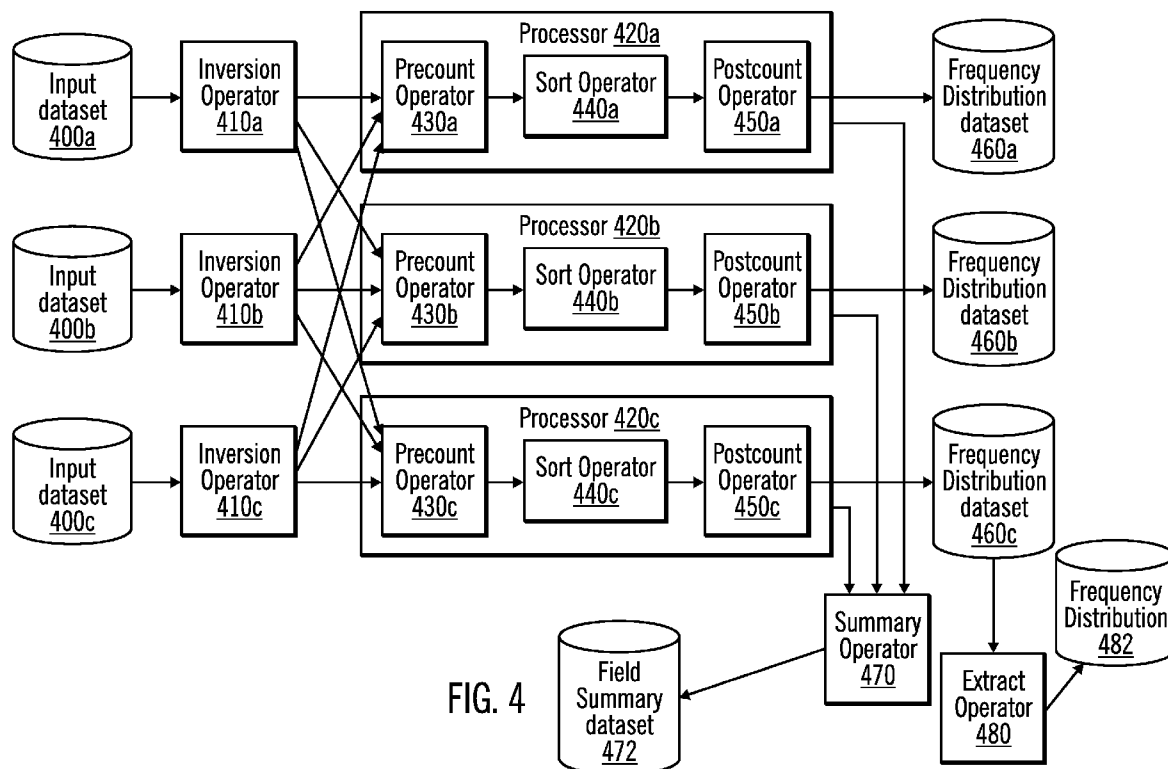 Input
dataset
400a
Inversion
Operator
410a
Processor 420a
Precount
Operator
430a
Sort Operator
440a
Postcount
Operator
450a
Frequency
Distribution
dataset
460a
Input
dataset
400b
Inversion
Operator
410b
Processor 420b
Precount
Operator
430b
Sort Operator
440b
Postcount
Operator
450b
Frequency
Distribution
dataset
460b
Input
dataset
400c
Inversion
Operator
410c
Processor 420c
Precount
Operator
430c
Sort Operator
440c
Postcount
Operator
450c
Frequency
Distribution
dataset
460c
Frequency
Distribution
482
Summary
Operator
470
Extract
Operator
480
Field
Summary
dataset
472
FIG. 4